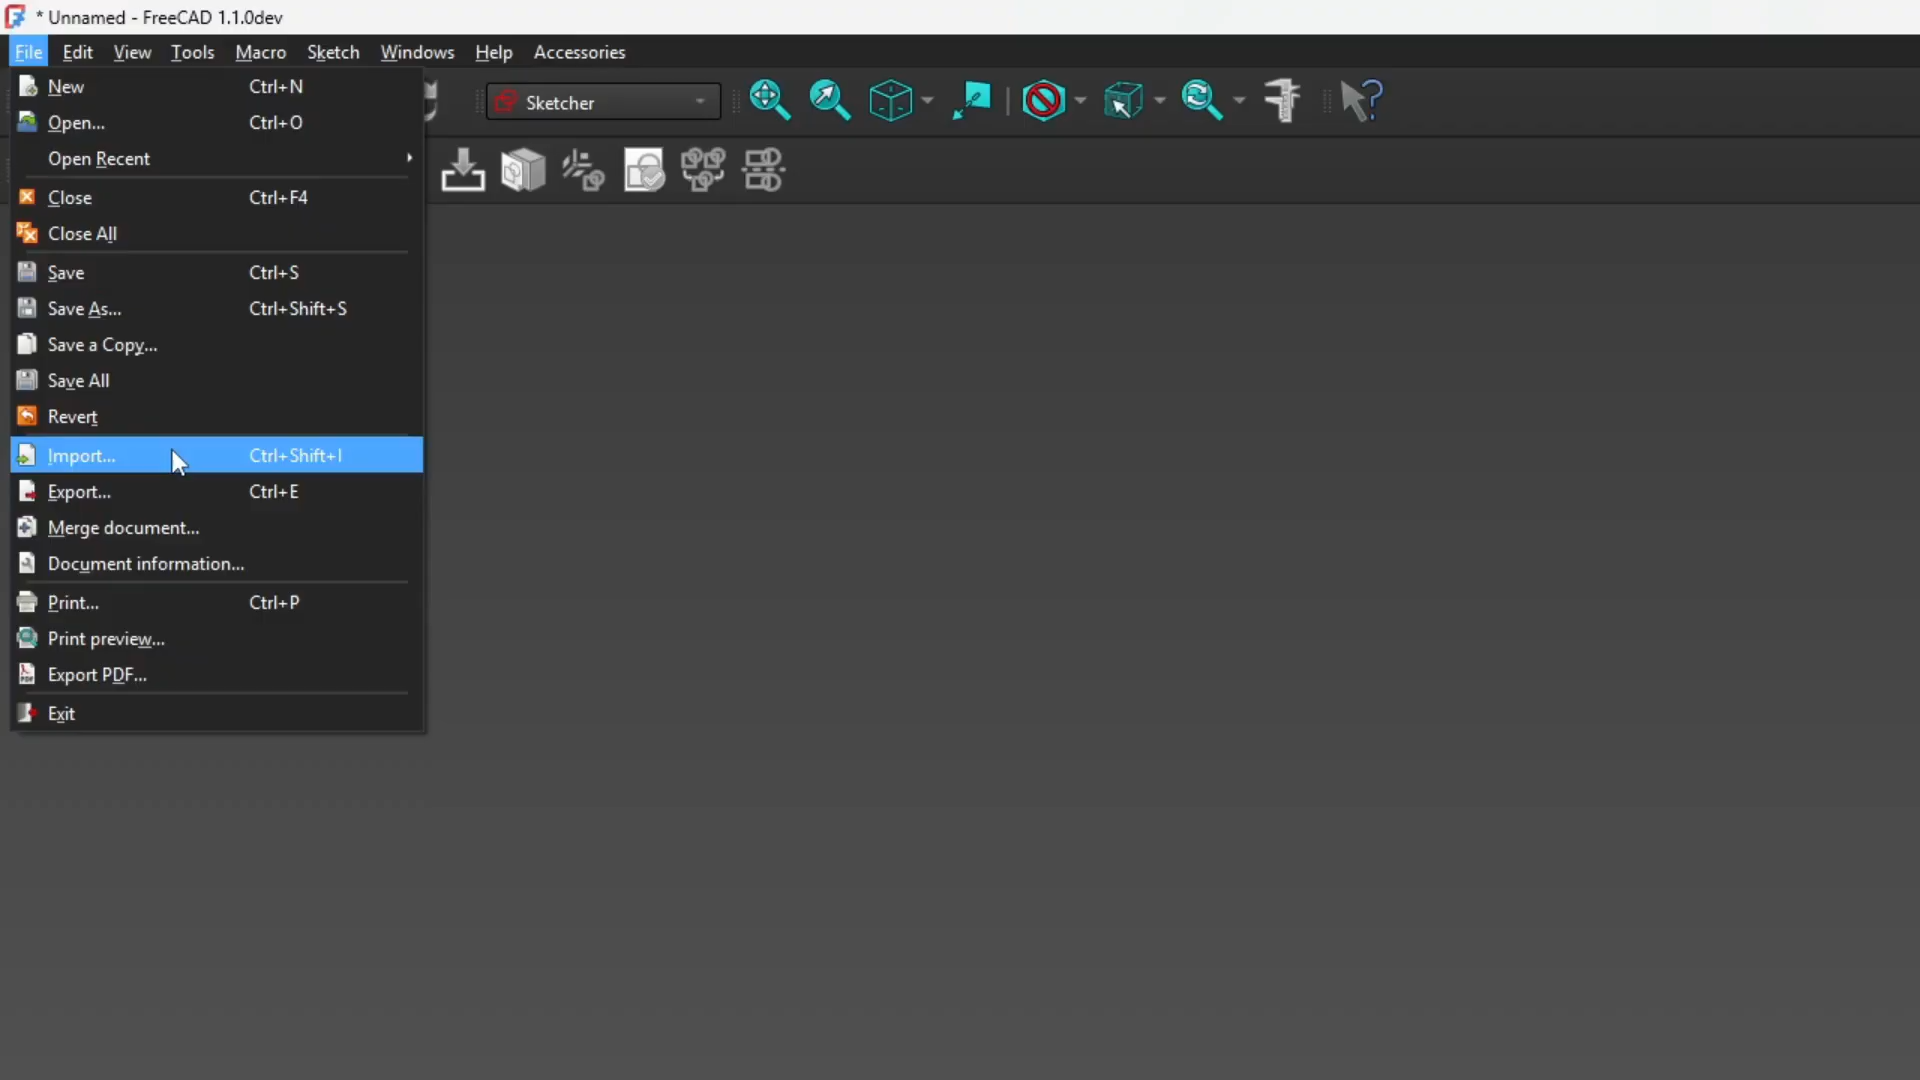 * Unnamed - FreeCAD 1.1.0dev
File Edit View Tools Macro Sketch Windows Help Accessories
New Ctrl+N
Sketcher
Open... Ctrl+O
Open Recent
Close Ctrl+F4
Close All
Save Ctrl+S
Save As... Ctrl+Shift+S
Save a Copy...
Save All
Revert
Import... Ctrl+Shift+I
Export... Ctrl+E
Merge document...
Document information...
Print... Ctrl+P
Print preview...
Export PDF...
Exit